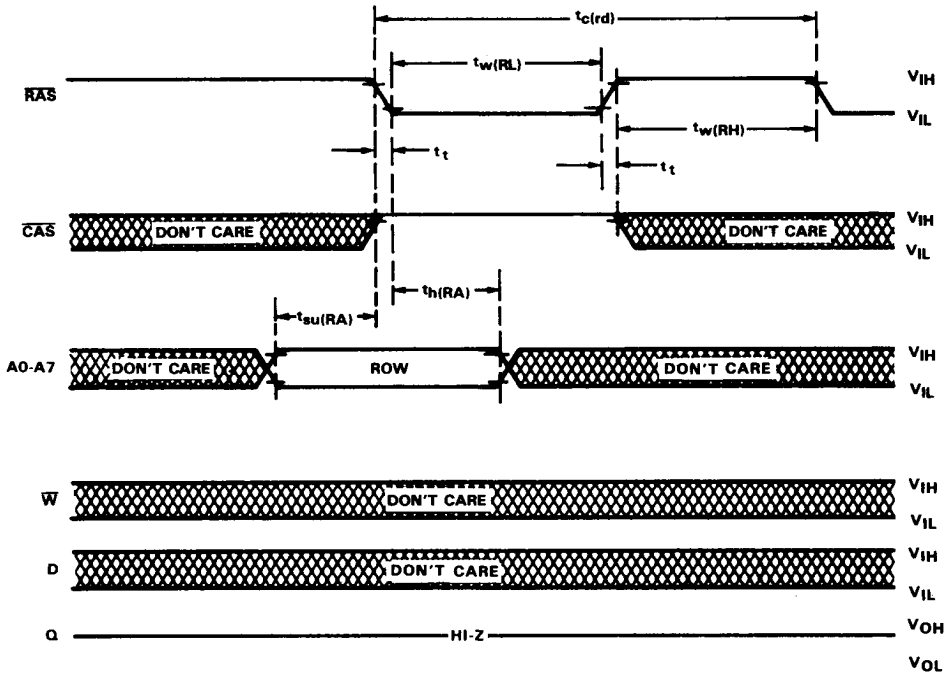 tc(rd)
tw(RL)
RAS
VIH
VIL
tw(RH)
tt
tt
CAS
DON'T CARE
DON'T CARE
VIH
VIL
th(RA)
tsu(RA)
A0-A7
DON'T CARE
ROW
DON'T CARE
VIH
VIL
W
DON'T CARE
VIH
VIL
D
DON'T CARE
VIH
VIL
Q
HI-Z
VOH
VOL